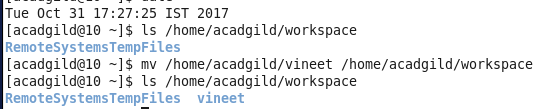 Tue Oct 31 17:27:25 IST 2017
[acadgild@10 ~]$ ls /home/acadgild/workspace
RemoteSystemsTempFiles
[acadgild@10 ~]$ mv /home/acadgild/vineet /home/acadgild/workspace
[acadgild@10 ~]$ ls /home/acadgild/workspace
RemoteSystemsTempFiles  vineet